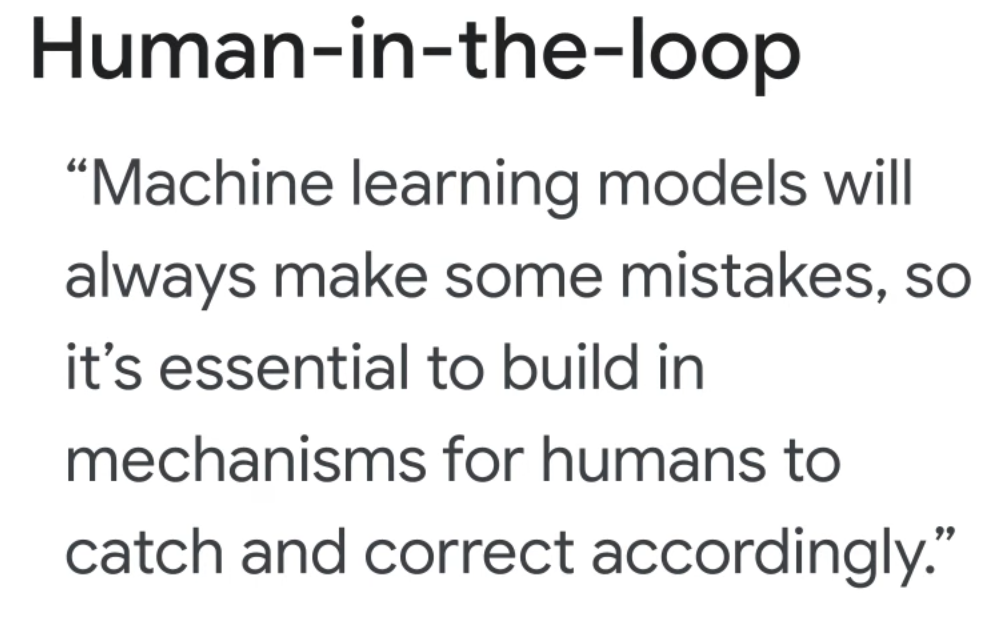 Human-in-the-loop
“Machine learning models will
always make some mistakes, so
it’s essential to build in
mechanisms for humans to
catch and correct accordingly.”